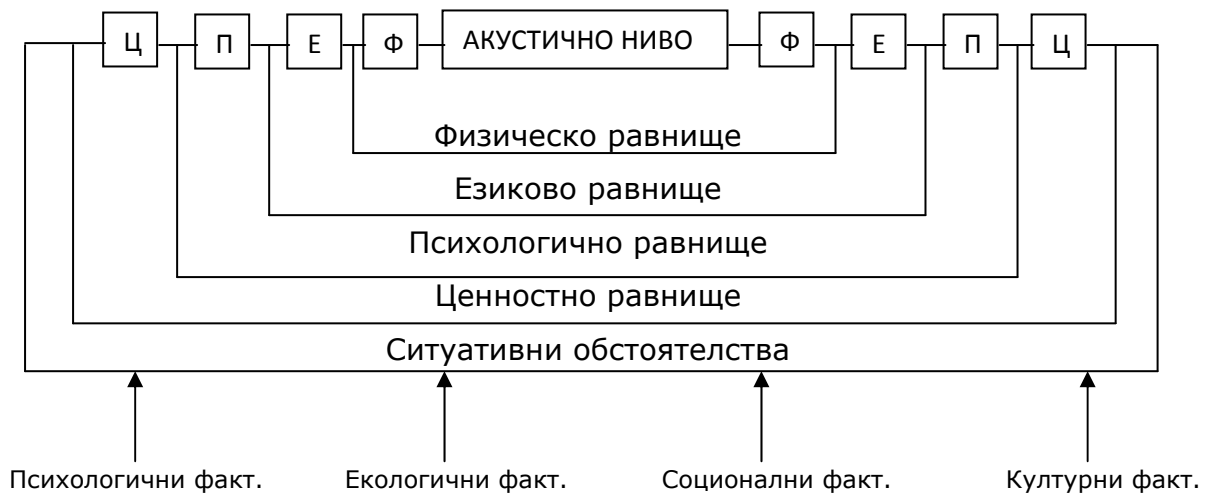 Ц П Е Ф АКУСТИЧНО НИВО Ф Е П Ц
Физическо равнище
Езиково равнище
Психологично равнище
Ценностно равнище
Ситуативни обстоятелства
Психологични факт. Екологични факт. Соционални факт. Културни факт.